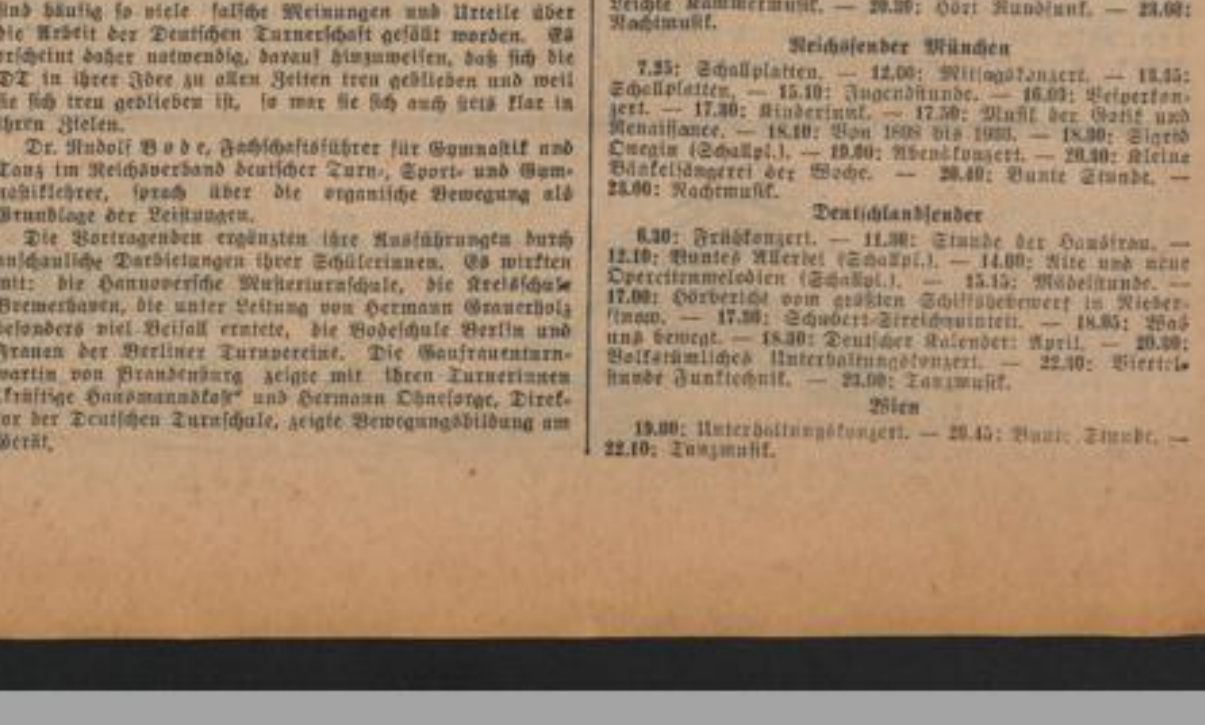 sind häufig so viele falsche Meinungen und Urteile über
die Arbeit der Deutschen Turnerschaft gefällt worden. Es
erscheint daher notwendig, darauf hinzuweisen, daß sich die
DT in ihrer Idee zu allen Zeiten treu geblieben und weil
sie sich treu geblieben ist, so war sie sich auch stets klar in
ihren Zielen.
Dr. Rudolf Bode, Fachschaftsführer für Gymnastik und
Tanz im Reichsverband deutscher Turn-, Sport- und Gym-
nastiklehrer, sprach über die organische Bewegung als
Grundlage der Leistungen.
Die Vortragenden ergänzten ihre Ausführungen durch
anschauliche Darbietungen ihrer Schülerinnen. Es wirkten
mit: die Hannoversche Musterturnschule, die Kreisschule
Bremerhaven, die unter Leitung von Hermann Grauerholz
besonders viel Beifall erntete, die Bodeschule Berlin und
Frauen der Berliner Turnvereine. Die Gaufrauenturn-
wartin von Brandenburg zeigte mit ihren Turnerinnen
„kräftige Hausmannskost“ und Hermann Ohnesorge, Direk-
tor der Deutschen Turnschule, zeigte Bewegungsbildung am
Gerät.
leichte Kammermusik. — 20.30: Hört Rundfunk. — 23.00:
Nachtmusik.
Reichssender München
7.25: Schallplatten. — 12.00: Mittagskonzert. — 13.35:
Schallplatten. — 15.10: Jugendstunde. — 16.00: Vesperkon-
zert. — 17.30: Kinderfunk. — 17.50: Musik der Gotik und
Renaissance. — 18.10: Von 1808 bis 1933. — 18.30: Sigrid
Onegin (Schallpl.). — 19.00: Abendkonzert. — 20.30: Kleine
Bänkelsängerei der Woche. — 20.40: Bunte Stunde. —
23.00: Nachtmusik.
Deutschlandsender
6.30: Frühkonzert. — 11.30: Stunde der Hausfrau. —
12.10: Buntes Allerlei (Schallpl.). — 14.00: Alte und neue
Operettenmelodien (Schallpl.). — 15.15: Mädelstunde. —
17.00: Hörbericht vom größten Schiffshebewerk in Nieder-
finow. — 17.30: Schubert-Streichquintett. — 18.05: Was
uns bewegt. — 18.30: Deutscher Kalender: April. — 20.30:
Volkstümliches Unterhaltungskonzert. — 22.30: Viertel-
stunde Funktechnik. — 23.00: Tanzmusik.
Wien
19.00: Unterhaltungskonzert. — 20.45: Bunte Stunde. —
22.10: Tanzmusik.